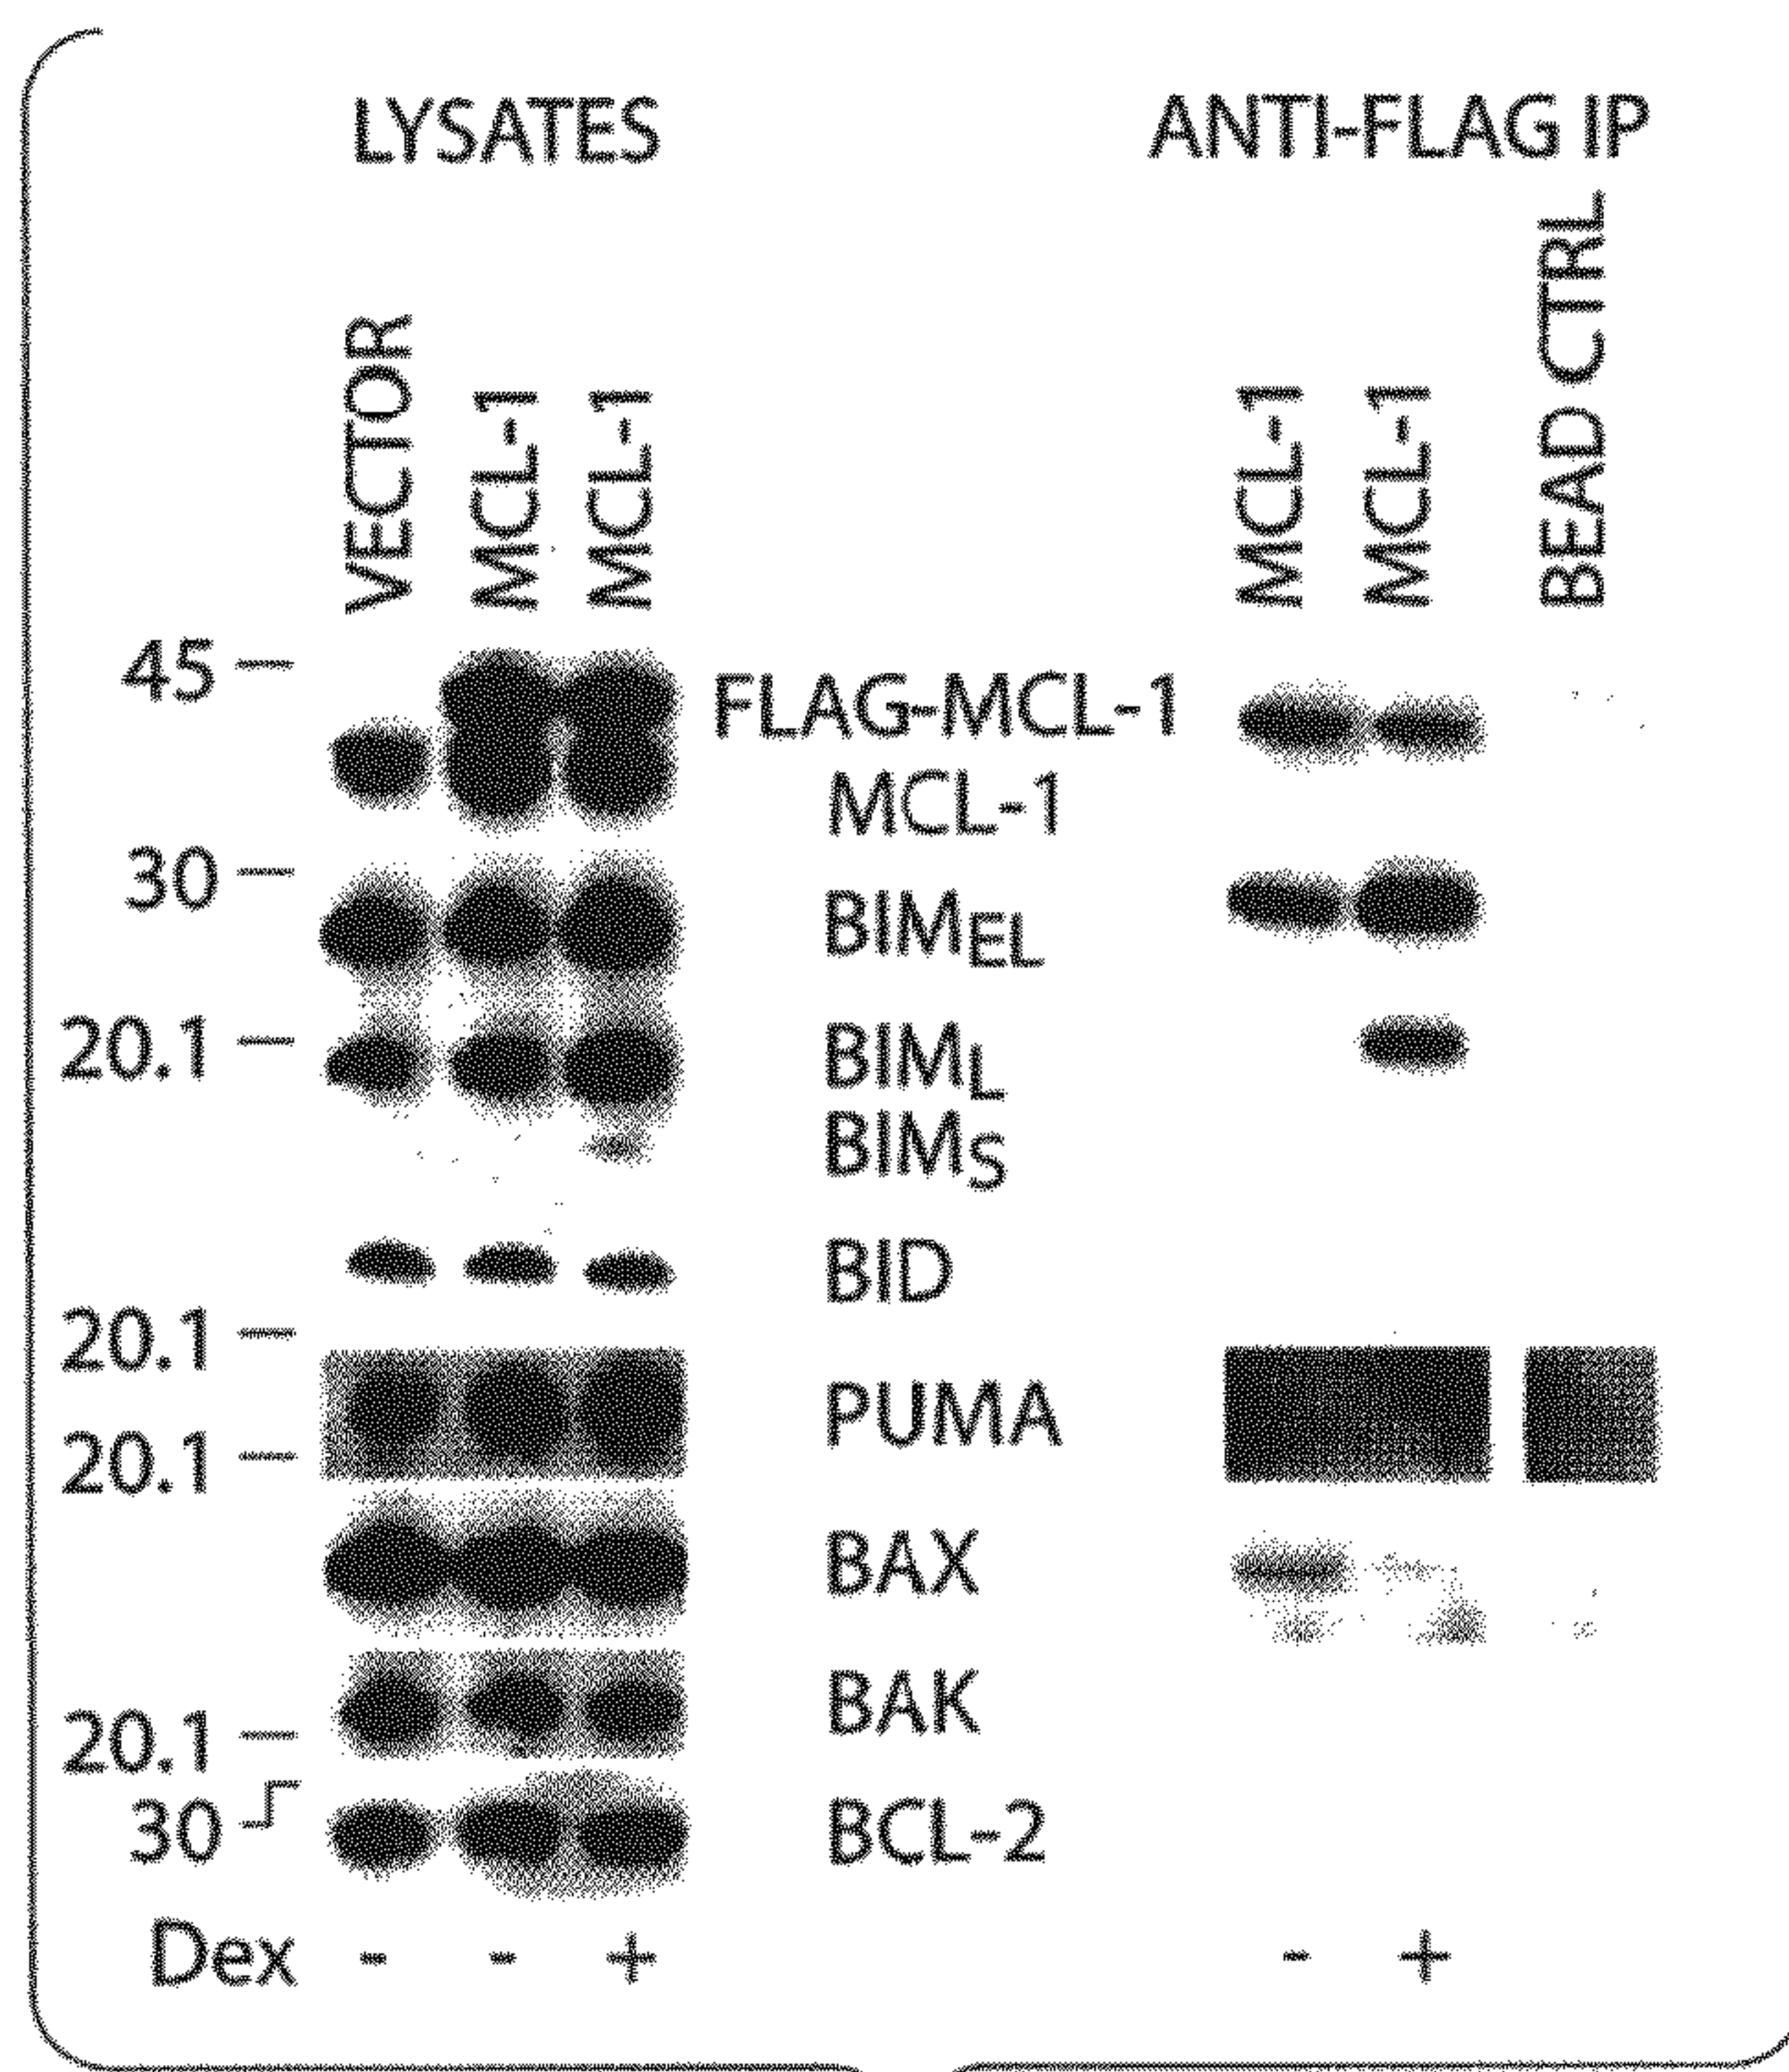 LYSATES ANTI-FLAG IP
VECTOR MCL-1 MCL-1 MCL-1 MCL-1 BEAD CTRL
45 FLAG-MCL-1
MCL-1
30 BIMEL
20.1 BIML
BIMS
BID
20.1
PUMA
20.1
BAX
BAK
20.1
30 BCL-2
Dex - - + - +